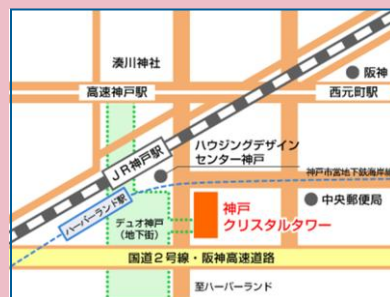 湊川神社
阪神
高速神戸駅
西元町駅
JR神戸駅
ハウジングデザイン
センター神戸
神戸市営地下鉄海岸線
ハーバーランド駅
中央郵便局
デュオ神戸
(地下街)
神戸
クリスタルタワー
国道2号線・阪神高速道路
至ハーバーランド